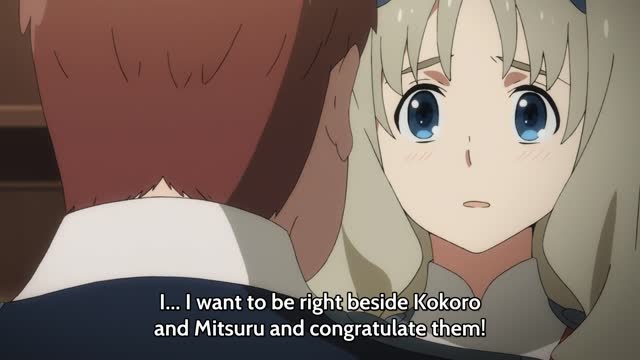 I... I want to be right beside Kokoro
and Mitsuru and congratulate them!